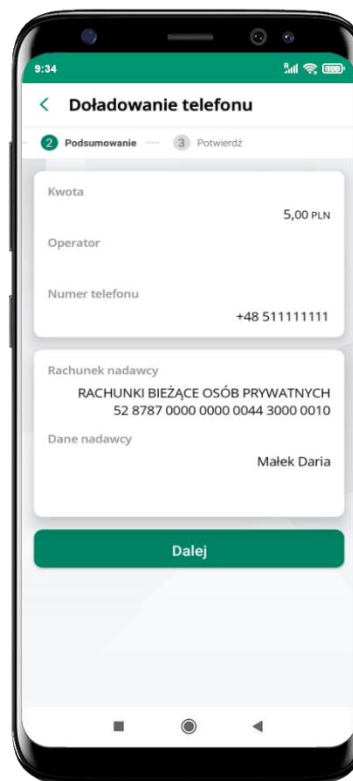 9:34
Doładowanie telefonu
2 Podsumowanie 3 Potwierdź
Kwota
5,00 PLN
Operator
Numer telefonu
+48 511111111
Rachunek nadawcy
RACHUNKI BIEŻĄCE OSÓB PRYWATNYCH
52 8787 0000 0000 0044 3000 0010
Dane nadawcy
Małek Daria
Dalej